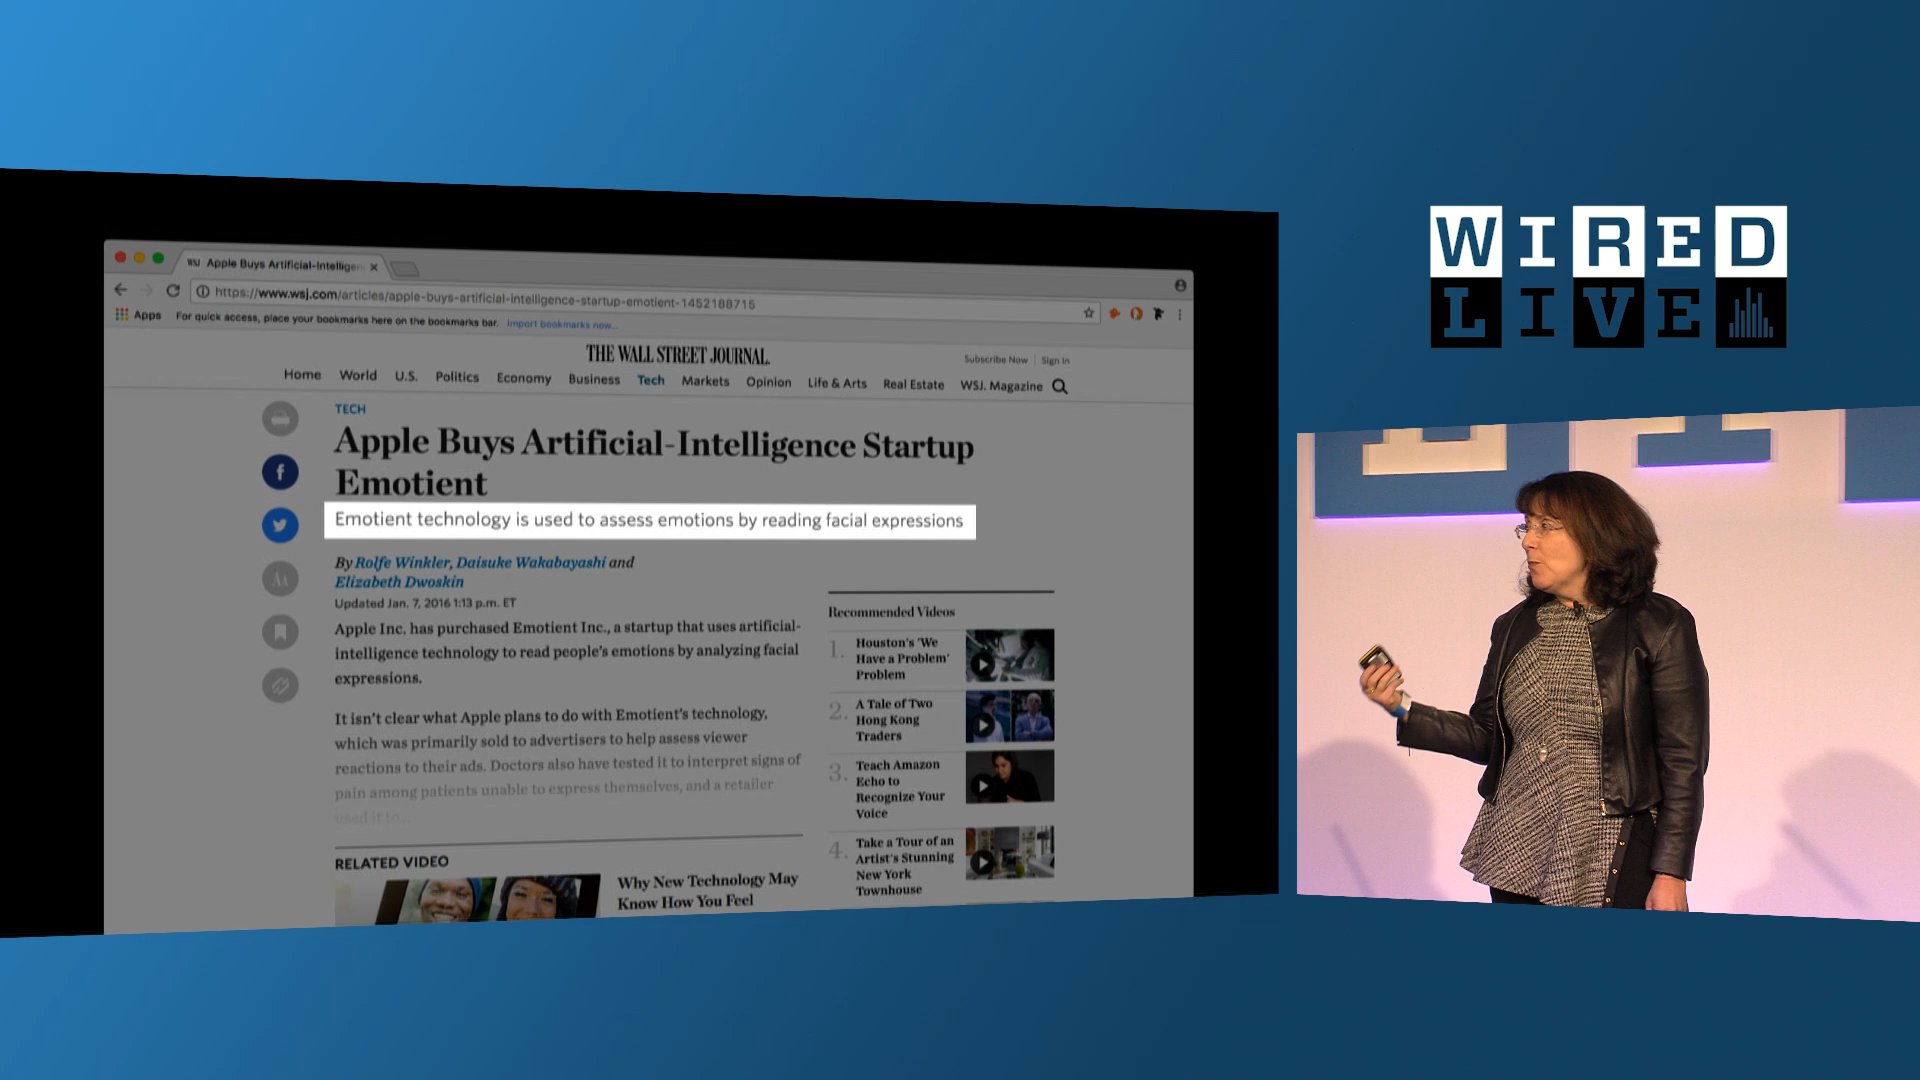 WIRED
LIVE
WSJ Apple Buys Artificial-Intelligen
https://www.wsj.com/articles/apple-buys-artificial-intelligence-startup-emotient-1452188715
Apps For quick access, place your bookmarks here on the bookmarks bar. Import bookmarks now...
THE WALL STREET JOURNAL.
Subscribe Now | Sign In
Home World U.S. Politics Economy Business Tech Markets Opinion Life & Arts Real Estate WSJ. Magazine
TECH
Apple Buys Artificial-Intelligence Startup
Emotient
Emotient technology is used to assess emotions by reading facial expressions
By Rolfe Winkler, Daisuke Wakabayashi and
Elizabeth Dwoskin
Updated Jan. 7, 2016 1:13 p.m. ET
Apple Inc. has purchased Emotient Inc., a startup that uses artificial-
intelligence technology to read people's emotions by analyzing facial
expressions.
It isn't clear what Apple plans to do with Emotient's technology,
which was primarily sold to advertisers to help assess viewer
reactions to their ads. Doctors also have tested it to interpret signs of
pain among patients unable to express themselves, and a retailer
used it to...
RELATED VIDEO
Why New Technology May
Know How You Feel
Recommended Videos
1. Houston's 'We
Have a Problem'
Problem
2. A Tale of Two
Hong Kong
Traders
3. Teach Amazon
Echo to
Recognize Your
Voice
4. Take a Tour of an
Artist's Stunning
New York
Townhouse
f
AA